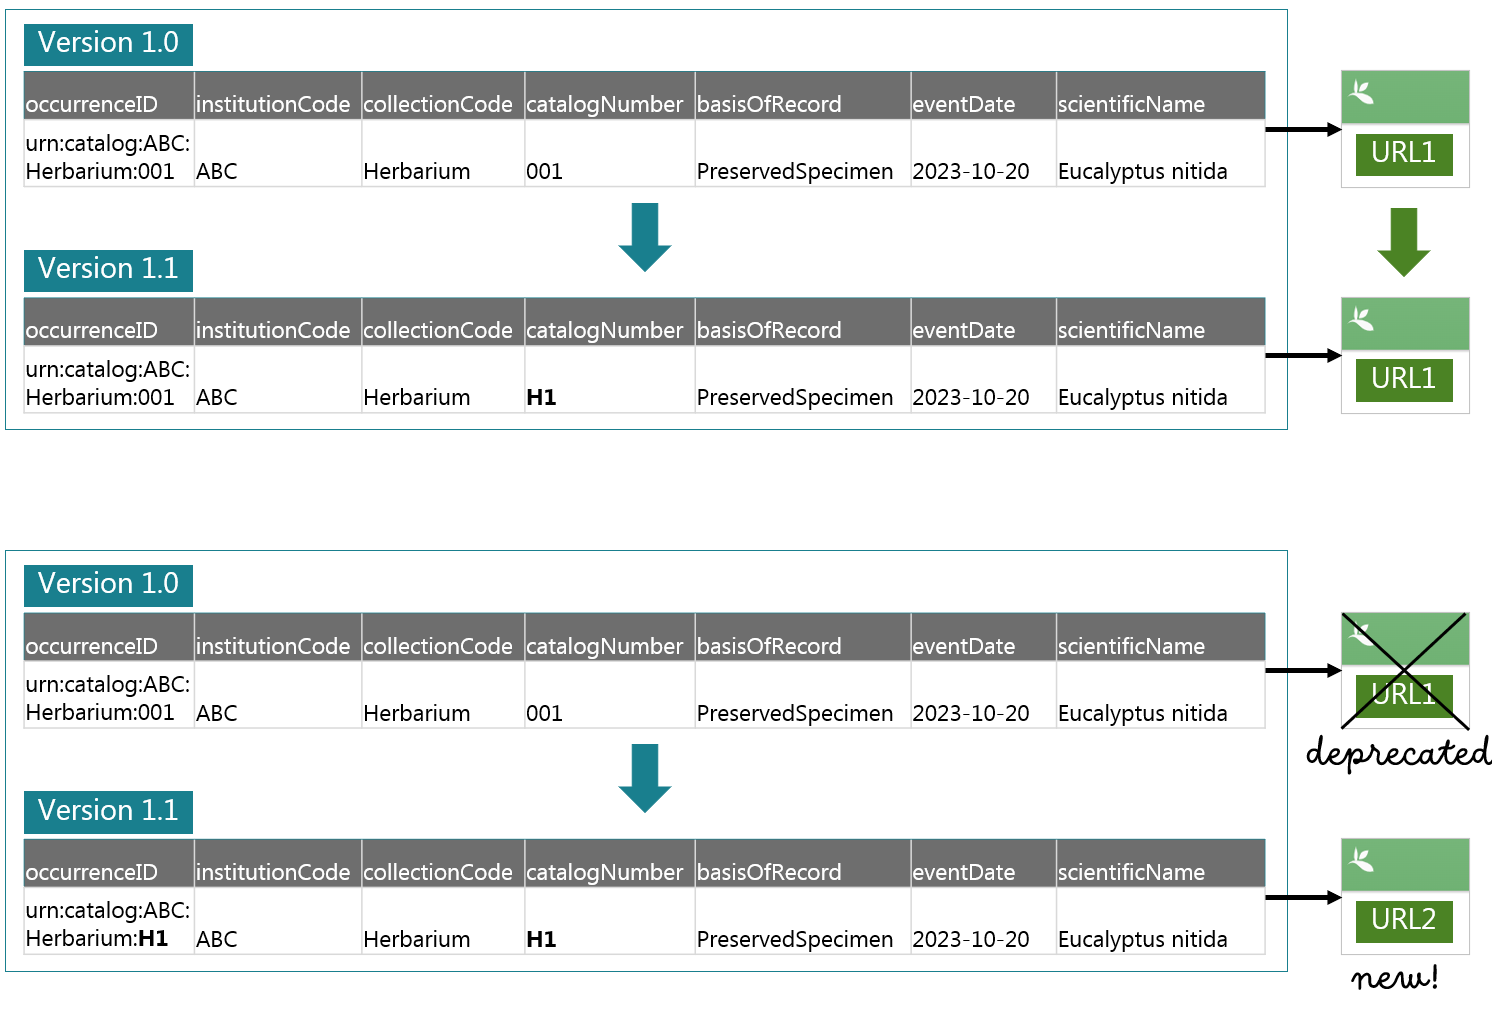 Version 1.0
occurrenceID institutionCode collectionCode catalogNumber basisOfRecord eventDate scientificName
urn:catalog:ABC:
Herbarium:001 ABC Herbarium 001 PreservedSpecimen 2023-10-20 Eucalyptus nitida
URL1
Version 1.1
occurrenceID institutionCode collectionCode catalogNumber basisOfRecord eventDate scientificName
urn:catalog:ABC:
Herbarium:001 ABC Herbarium H1 PreservedSpecimen 2023-10-20 Eucalyptus nitida
URL1
Version 1.0
occurrenceID institutionCode collectionCode catalogNumber basisOfRecord eventDate scientificName
urn:catalog:ABC:
Herbarium:001 ABC Herbarium 001 PreservedSpecimen 2023-10-20 Eucalyptus nitida
URL1
deprecated
Version 1.1
occurrenceID institutionCode collectionCode catalogNumber basisOfRecord eventDate scientificName
urn:catalog:ABC:
Herbarium:H1 ABC Herbarium H1 PreservedSpecimen 2023-10-20 Eucalyptus nitida
URL2
new!